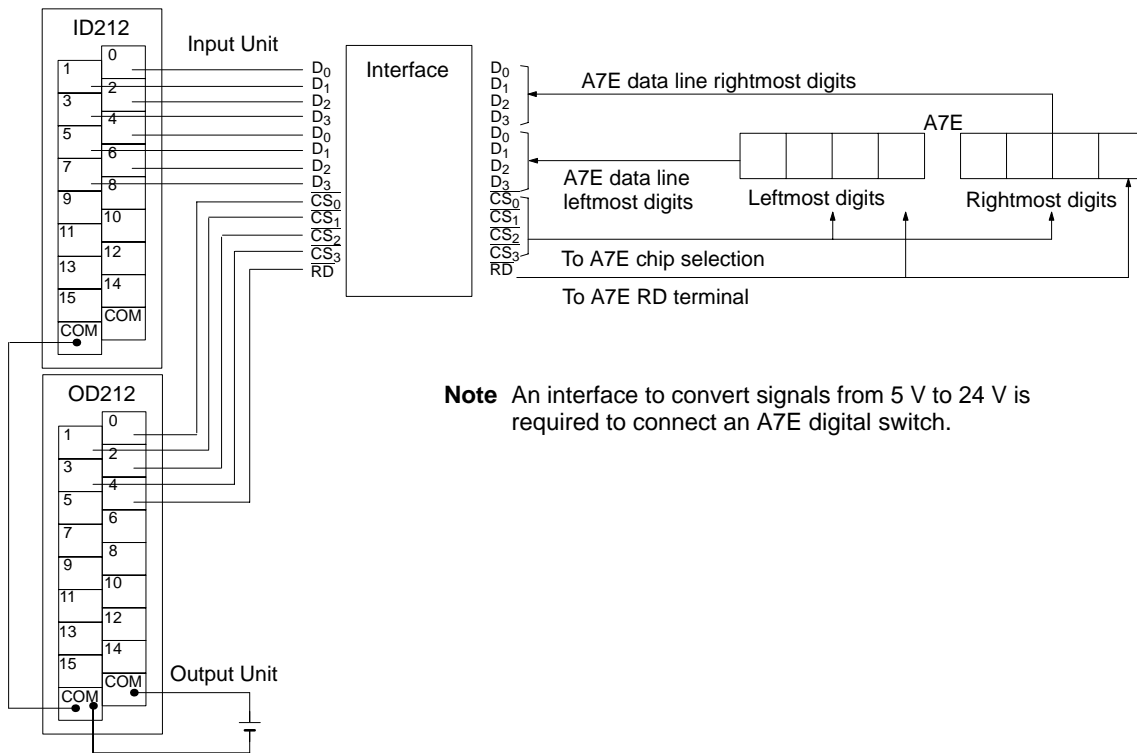 ID212
Input Unit
0
1
2
3
4
5
6
7
8
9
10
11
12
13
14
15
COM
COM
D0
D1
D2
D3
D0
D1
D2
D3
CS0
CS1
CS2
CS3
RD
Interface
D0
D1
D2
D3
D0
D1
D2
D3
CS0
CS1
CS2
CS3
RD
A7E data line rightmost digits
A7E
A7E data line
leftmost digits
Leftmost digits
Rightmost digits
To A7E chip selection
To A7E RD terminal
OD212
0
1
2
3
4
5
6
7
8
9
10
11
12
13
14
15
COM
COM
Output Unit
Note An interface to convert signals from 5 V to 24 V is
required to connect an A7E digital switch.